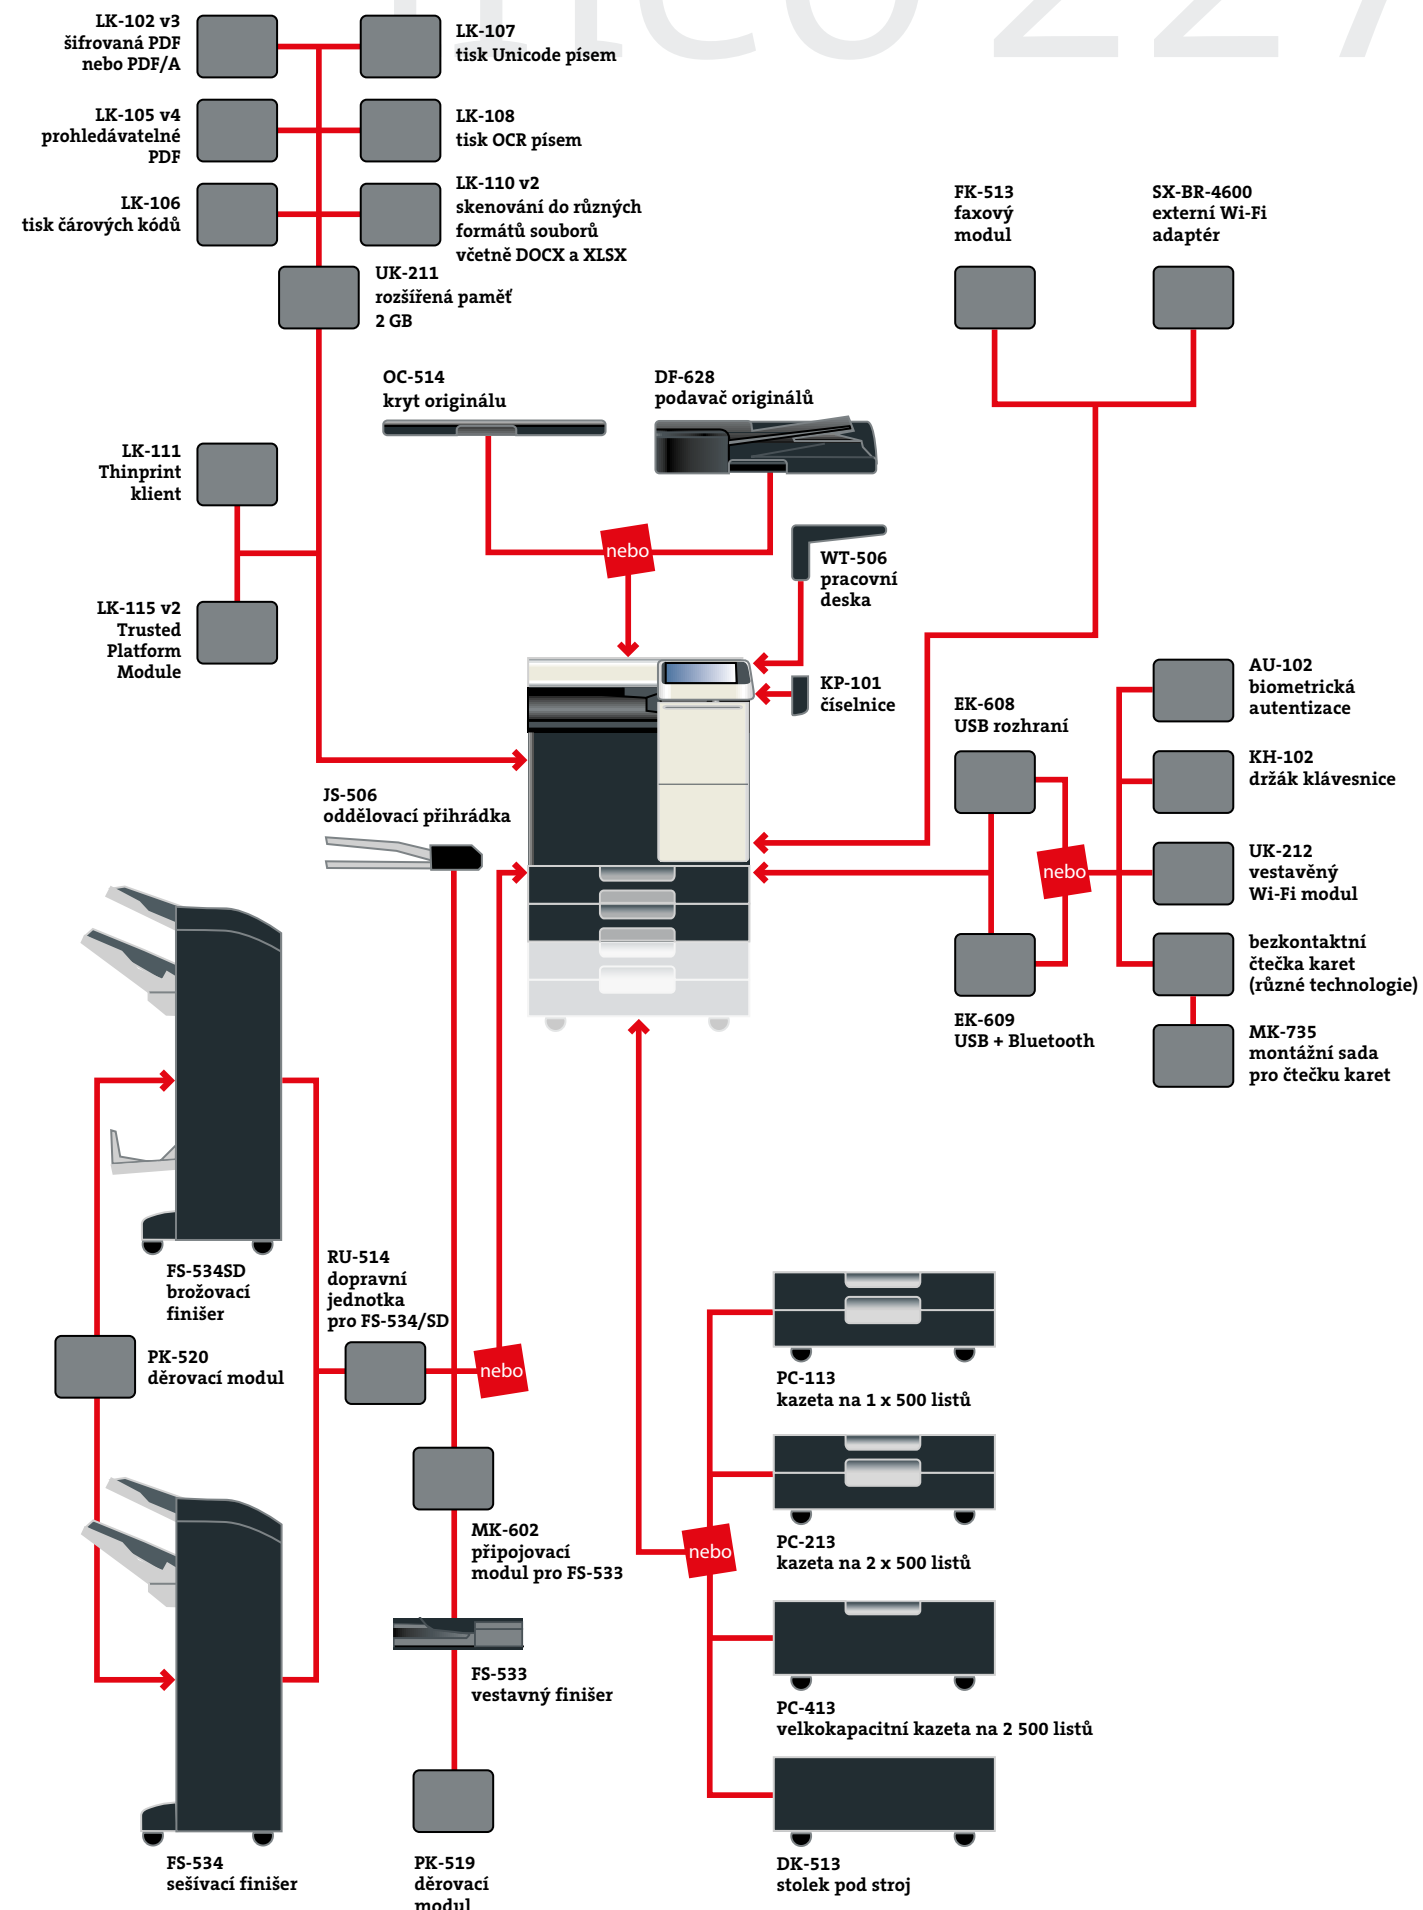 ineo 227
LK-102 v3
šifrovaná PDF
nebo PDF/A
LK-107
tisk Unicode písem
LK-105 v4
prohledávatelné
PDF
LK-108
tisk OCR písem
LK-106
tisk čárových kódů
LK-110 v2
skenování do různých
formátů souborů
včetně DOCX a XLSX
UK-211
rozšířená paměť
2 GB
FK-513
faxový
modul
SX-BR-4600
externí Wi-Fi
adaptér
OC-514
kryt originálu
DF-628
podavač originálů
LK-111
Thinprint
klient
nebo
WT-506
pracovní
deska
LK-115 v2
Trusted
Platform
Module
KP-101
číselnice
AU-102
biometrická
autentizace
EK-608
USB rozhraní
KH-102
držák klávesnice
JS-506
oddělovací přihrádka
nebo
UK-212
vestavěný
Wi-Fi modul
bezkontaktní
čtečka karet
(různé technologie)
EK-609
USB + Bluetooth
MK-735
montážní sada
pro čtečku karet
FS-534SD
brožovací
finišer
RU-514
dopravní
jednotka
pro FS-534/SD
PK-520
děrovací modul
nebo
PC-113
kazeta na 1 x 500 listů
MK-602
připojovací
modul pro FS-533
nebo
PC-213
kazeta na 2 x 500 listů
FS-533
vestavný finišer
PC-413
velkokapacitní kazeta na 2 500 listů
FS-534
sešívací finišer
PK-519
děrovací
modul
DK-513
stolek pod stroj